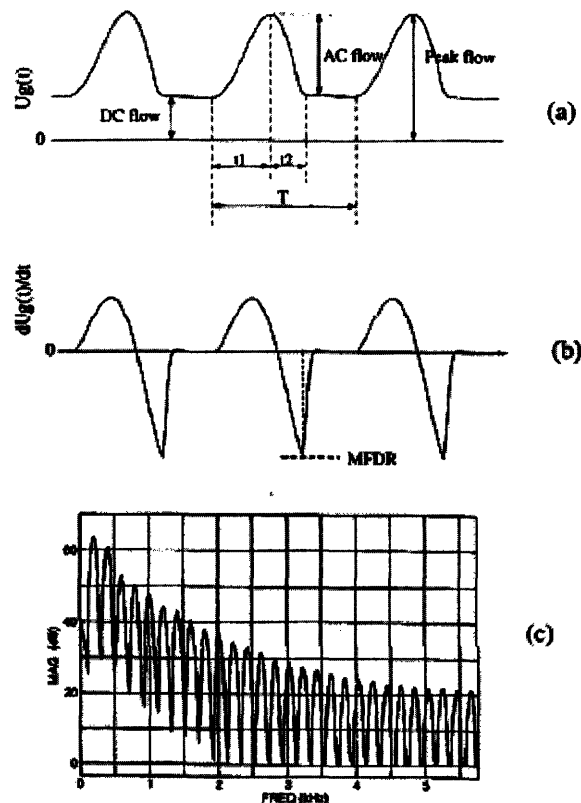 Ug(t)
AC flow
Peak flow
DC flow
0
t1 t2
T
(a)
dUg(t)/dt
0
MFDR
(b)
MAG (dB)
60
40
20
0
0 1 2 3 4 5
FREQ (kHz)
(c)